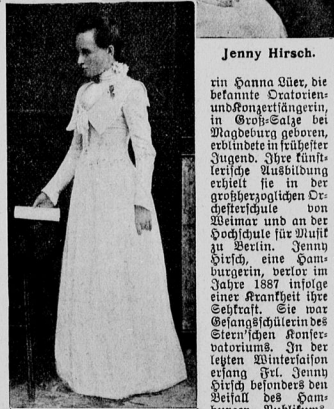 Jenny Hirsch.
rin Hanna Lüer, die
bekannte Oratorien-
und Konzertsängerin,
in Groß-Salze bei
Magdeburg geboren,
erblindete in frühester
Jugend. Ihre künst-
lerische Ausbildung
erhielt sie in der
großherzoglichen Or-
chesterschule von
Weimar und an der
Hochschule für Musik
zu Berlin. Jenny
Hirsch, eine Ham-
burgerin, verlor im
Jahre 1887 infolge
einer Krankheit ihre
Sehkraft. Sie war
Gesangsschülerin des
Stern'schen Konser-
vatoriums. In der
letzten Wintersaison
ersang Frl. Jenny
Hirsch besonders den
Beifall des Ham-
burger Publikums